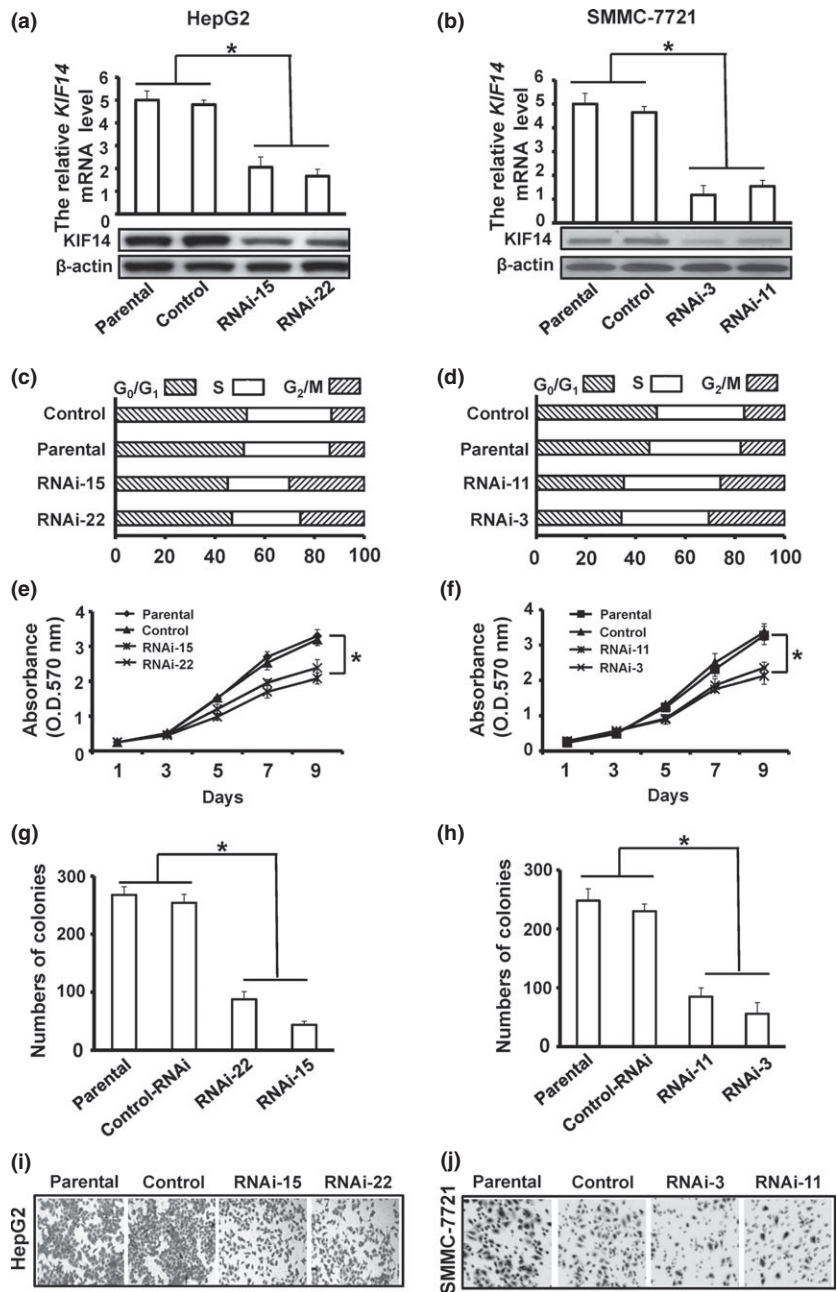 (a) HepG2
*
The relative KIF14
mRNA level
6
5
4
3
2
1
0
KIF14
β-actin
Parental Control RNAi-15 RNAi-22
(b) SMMC-7721
*
The relative KIF14
mRNA level
6
5
4
3
2
1
0
KIF14
β-actin
Parental Control RNAi-3 RNAi-11
(c)
G0/G1 S G2/M
Control
Parental
RNAi-15
RNAi-22
0 20 40 60 80 100
(d)
G0/G1 S G2/M
Control
Parental
RNAi-11
RNAi-3
0 20 40 60 80 100
(e)
Absorbance
(O.D.570 nm)
4
3
2
1
0
Parental
Control
RNAi-15
RNAi-22
*
1 3 5 7 9
Days
(f)
Absorbance
(O.D.570 nm)
4
3
2
1
0
Parental
Control
RNAi-11
RNAi-3
*
1 3 5 7 9
Days
(g)
*
Numbers of colonies
300
200
100
0
Parental Control-RNAi RNAi-22 RNAi-15
(h)
*
Numbers of colonies
300
200
100
0
Parental Control-RNAi RNAi-11 RNAi-3
(i)
Parental Control RNAi-15 RNAi-22
HepG2
(j)
Parental Control RNAi-3 RNAi-11
SMMC-7721